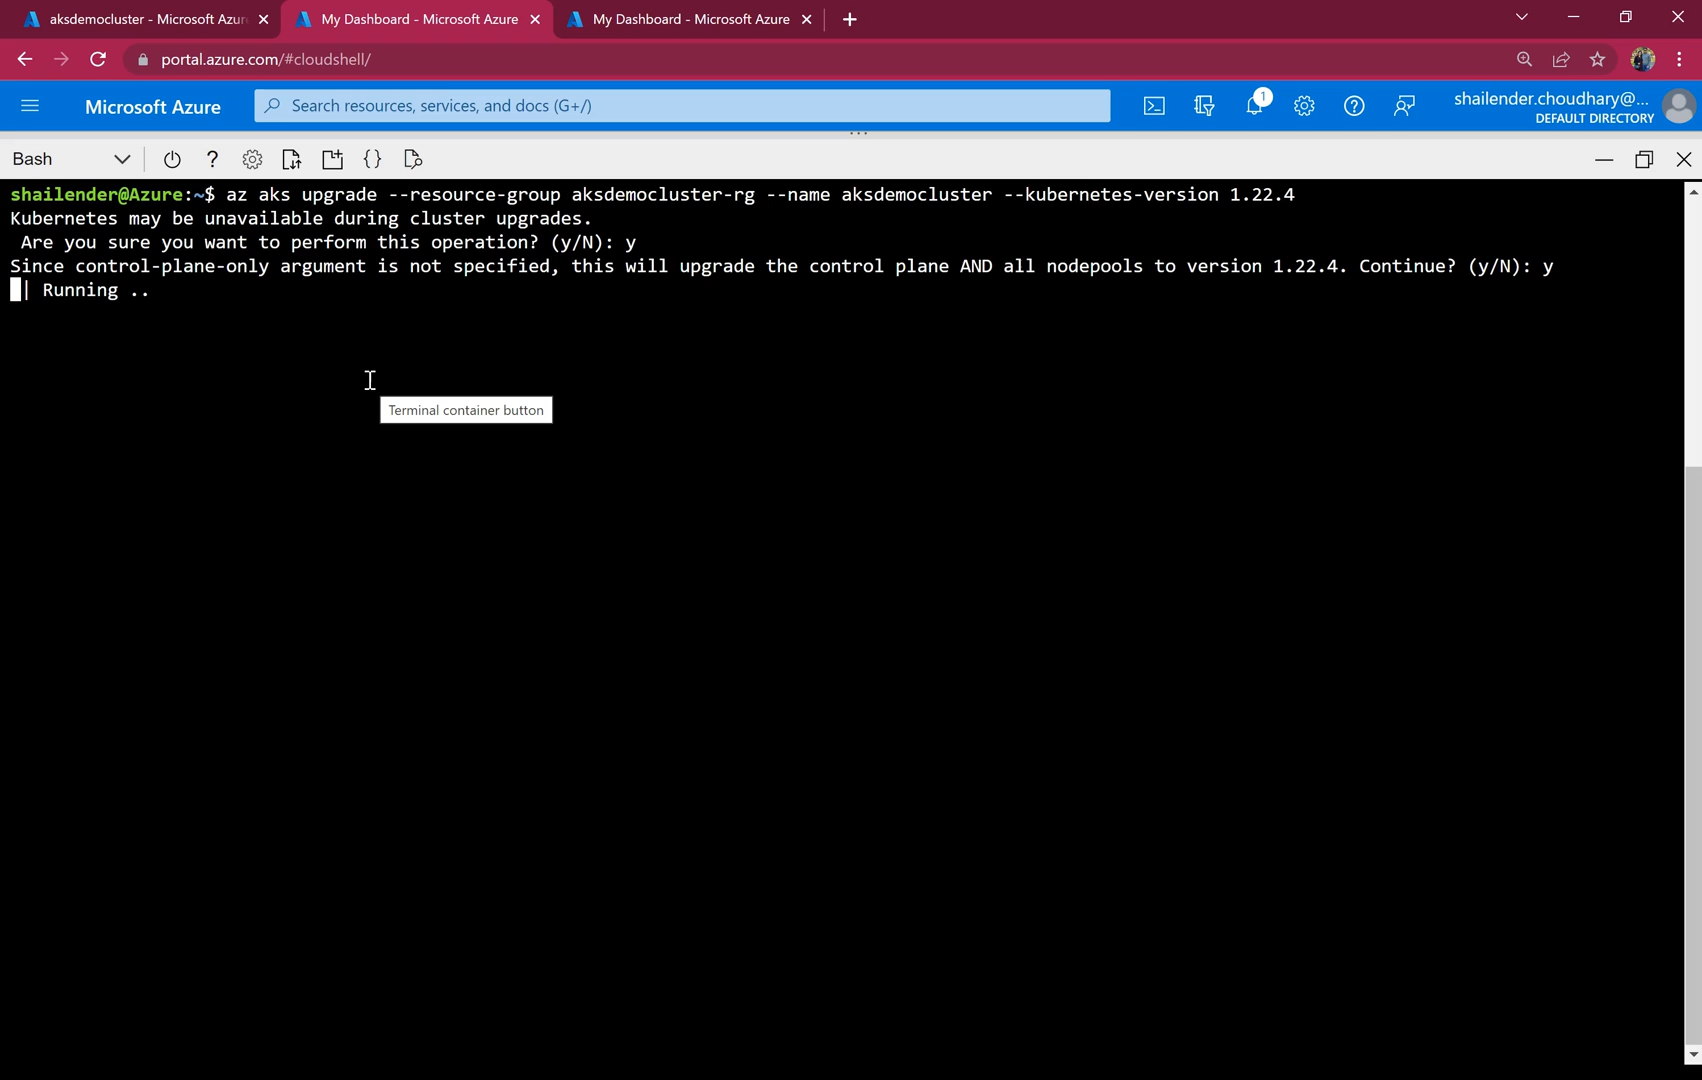 aksdemocluster - Microsoft Azur
My Dashboard - Microsoft Azure
My Dashboard - Microsoft Azure
portal.azure.com/#cloudshell/
Microsoft Azure
Search resources, services, and docs (G+/)
1
shailender.choudhary@...
DEFAULT DIRECTORY
Bash
shailender@Azure:~$ az aks upgrade --resource-group aksdemocluster-rg --name aksdemocluster --kubernetes-version 1.22.4
Kubernetes may be unavailable during cluster upgrades.
Are you sure you want to perform this operation? (y/N): y
Since control-plane-only argument is not specified, this will upgrade the control plane AND all nodepools to version 1.22.4. Continue? (y/N): y
| Running ..
Terminal container button